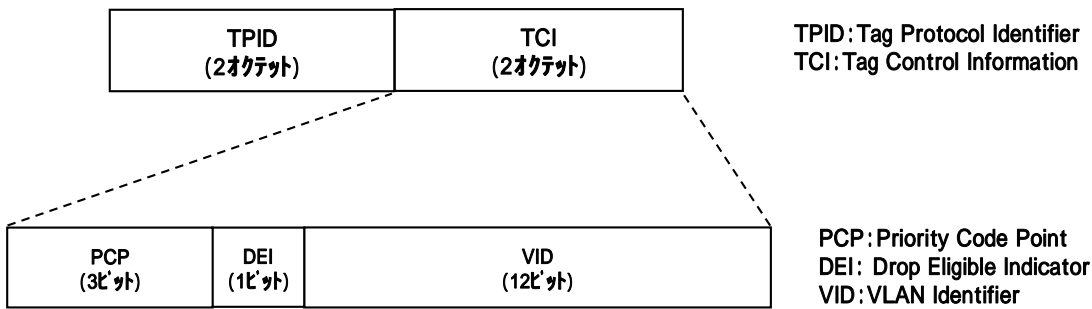 TPID
(2ｵｸﾃｯﾄ)
TCI
(2ｵｸﾃｯﾄ)
TPID:Tag Protocol Identifier
TCI:Tag Control Information
PCP
(3ﾋﾞｯﾄ)
DEI
(1ﾋﾞｯﾄ)
VID
(12ﾋﾞｯﾄ)
PCP:Priority Code Point
DEI: Drop Eligible Indicator
VID:VLAN Identifier